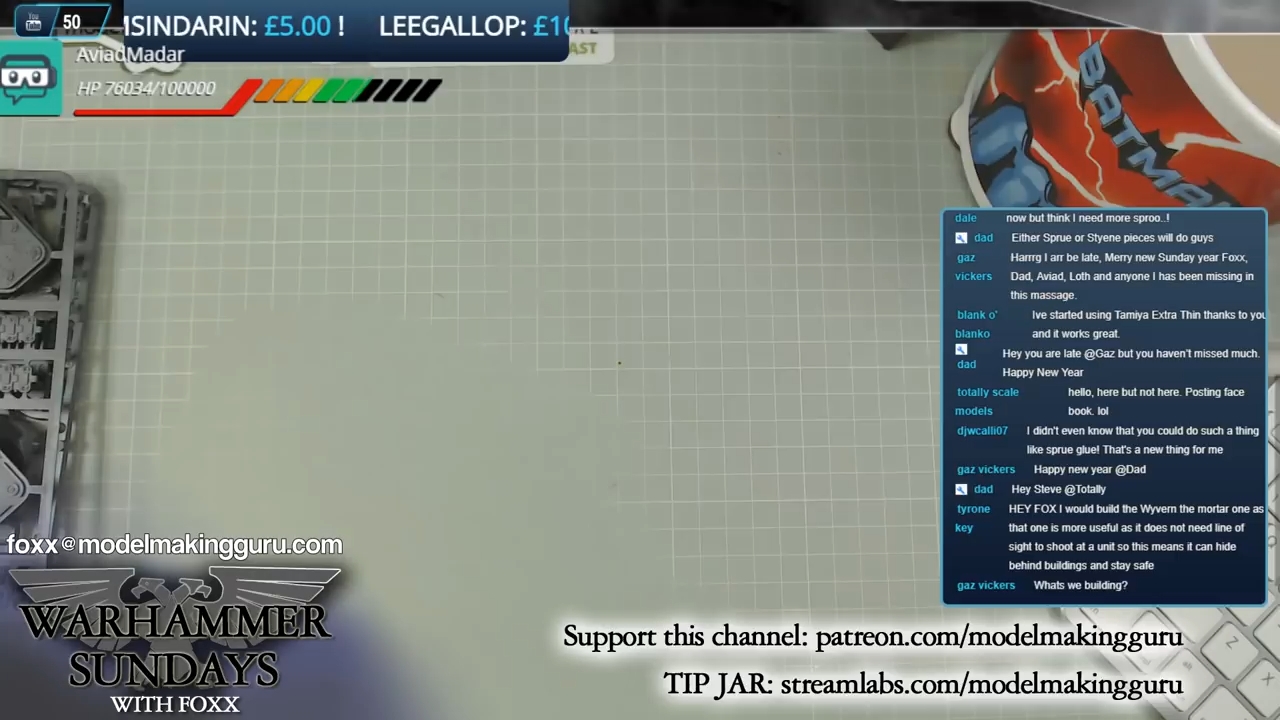 50
MSINDARIN: £5.00 !    LEEGALLOP: £10
AST
AviadMadar
HP 76034/100000
BATMAN
dale now but think I need more sproo..!
dad Either Sprue or Styene pieces will do guys
gaz Harrrg I arr be late, Merry new Sunday year Foxx,
vickers Dad, Aviad, Loth and anyone I has been missing in
this massage.
blank o' Ive started using Tamiya Extra Thin thanks to you
blanko and it works great.
Hey you are late @Gaz but you haven't missed much.
dad Happy New Year
totally scale hello, here but not here. Posting face
models book. lol
djwcalli07 I didn't even know that you could do such a thing
like sprue glue! That's a new thing for me
gaz vickers Happy new year @Dad
dad Hey Steve @Totally
tyrone HEY FOX I would build the Wyvern the mortar one as
key that one is more useful as it does not need line of
sight to shoot at a unit so this means it can hide
behind buildings and stay safe
gaz vickers Whats we building?
foxx@modelmakingguru.com
WARHAMMER
SUNDAYS
WITH FOXX
Support this channel: patreon.com/modelmakingguru
TIP JAR: streamlabs.com/modelmakingguru
Z
X